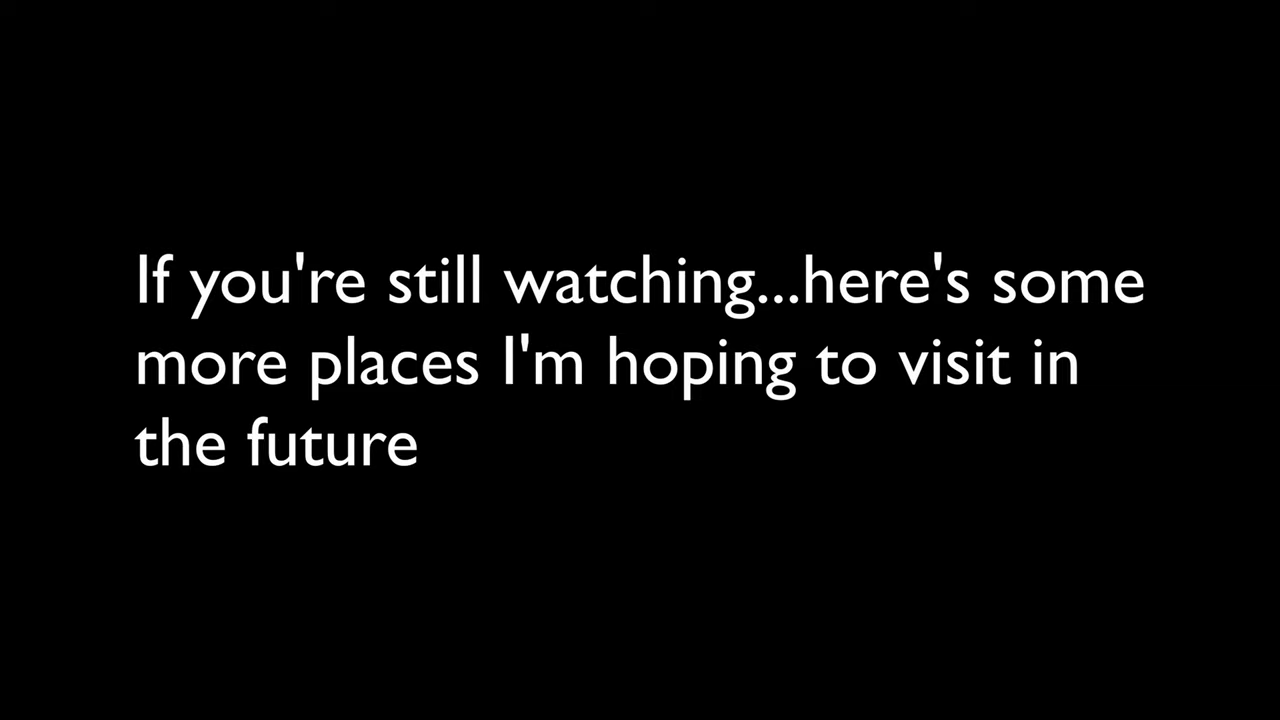 If you're still watching...here's some
more places I'm hoping to visit in
the future